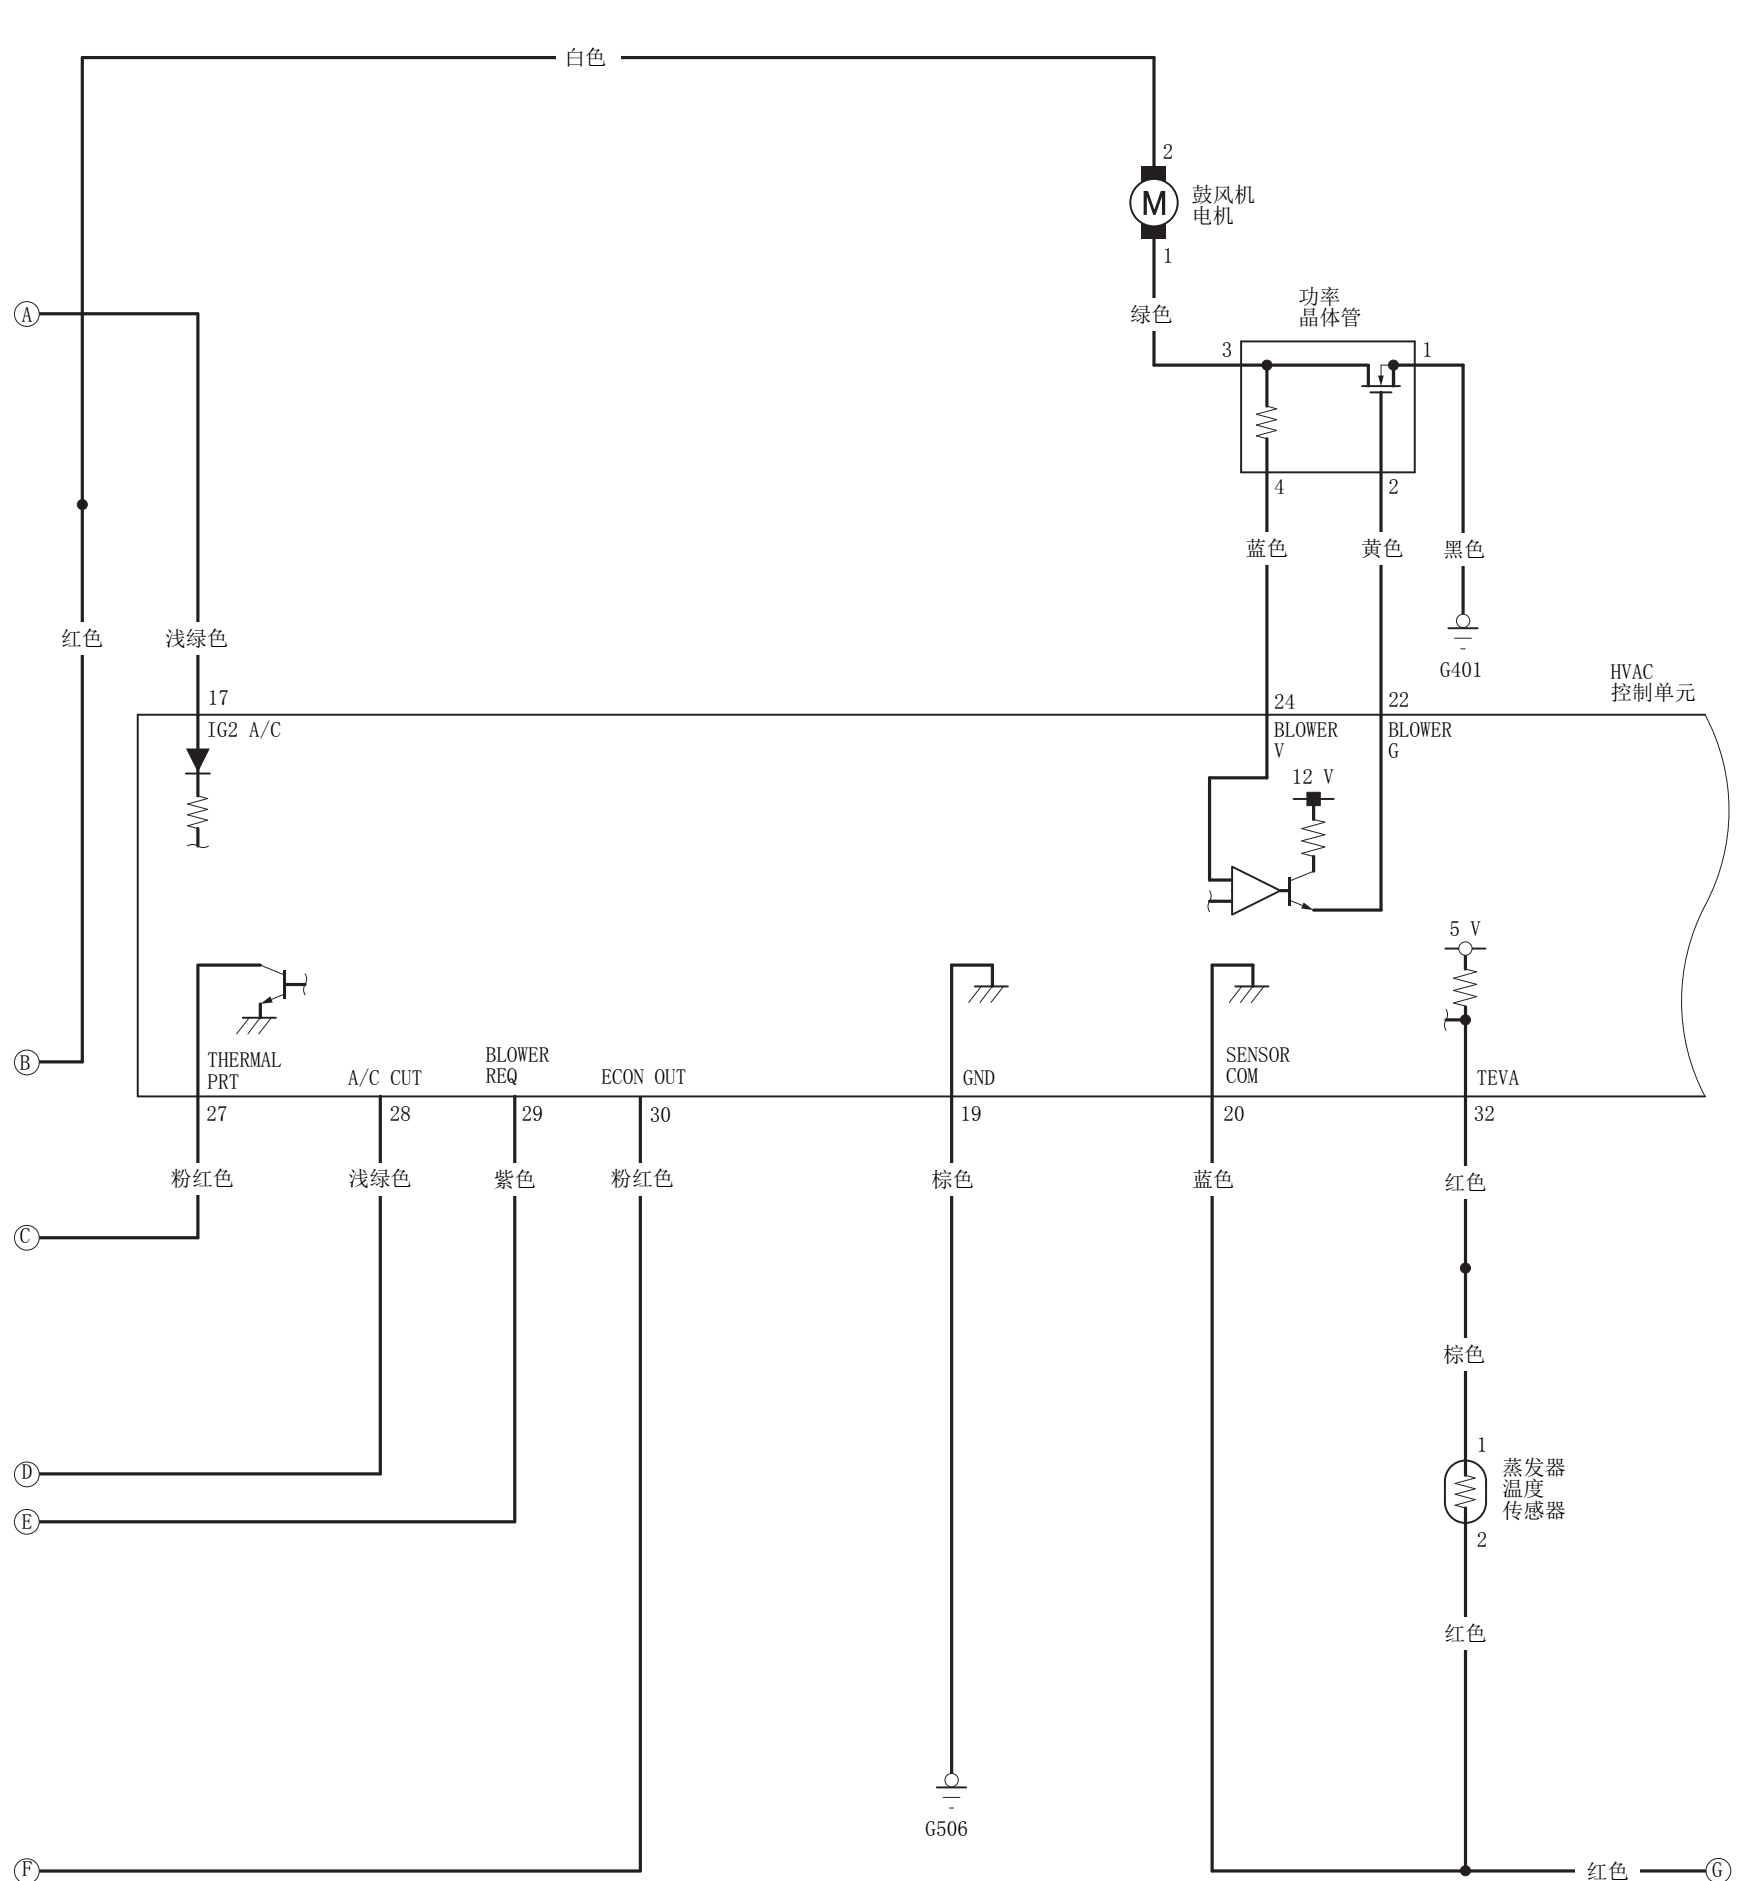 白色
2
M
鼓风机
电机
1
A
绿色
功率
晶体管
3
1
4
2
蓝色
黄色
黑色
红色
浅绿色
G401
HVAC
控制单元
17
24
22
IG2 A/C
BLOWER
V
BLOWER
G
12 V
5 V
B
THERMAL
PRT
A/C CUT
BLOWER
REQ
ECON OUT
GND
SENSOR
COM
TEVA
27
28
29
30
19
20
32
粉红色
浅绿色
紫色
粉红色
棕色
蓝色
红色
C
棕色
1
D
蒸发器
温度
传感器
E
2
红色
G506
F
红色
G